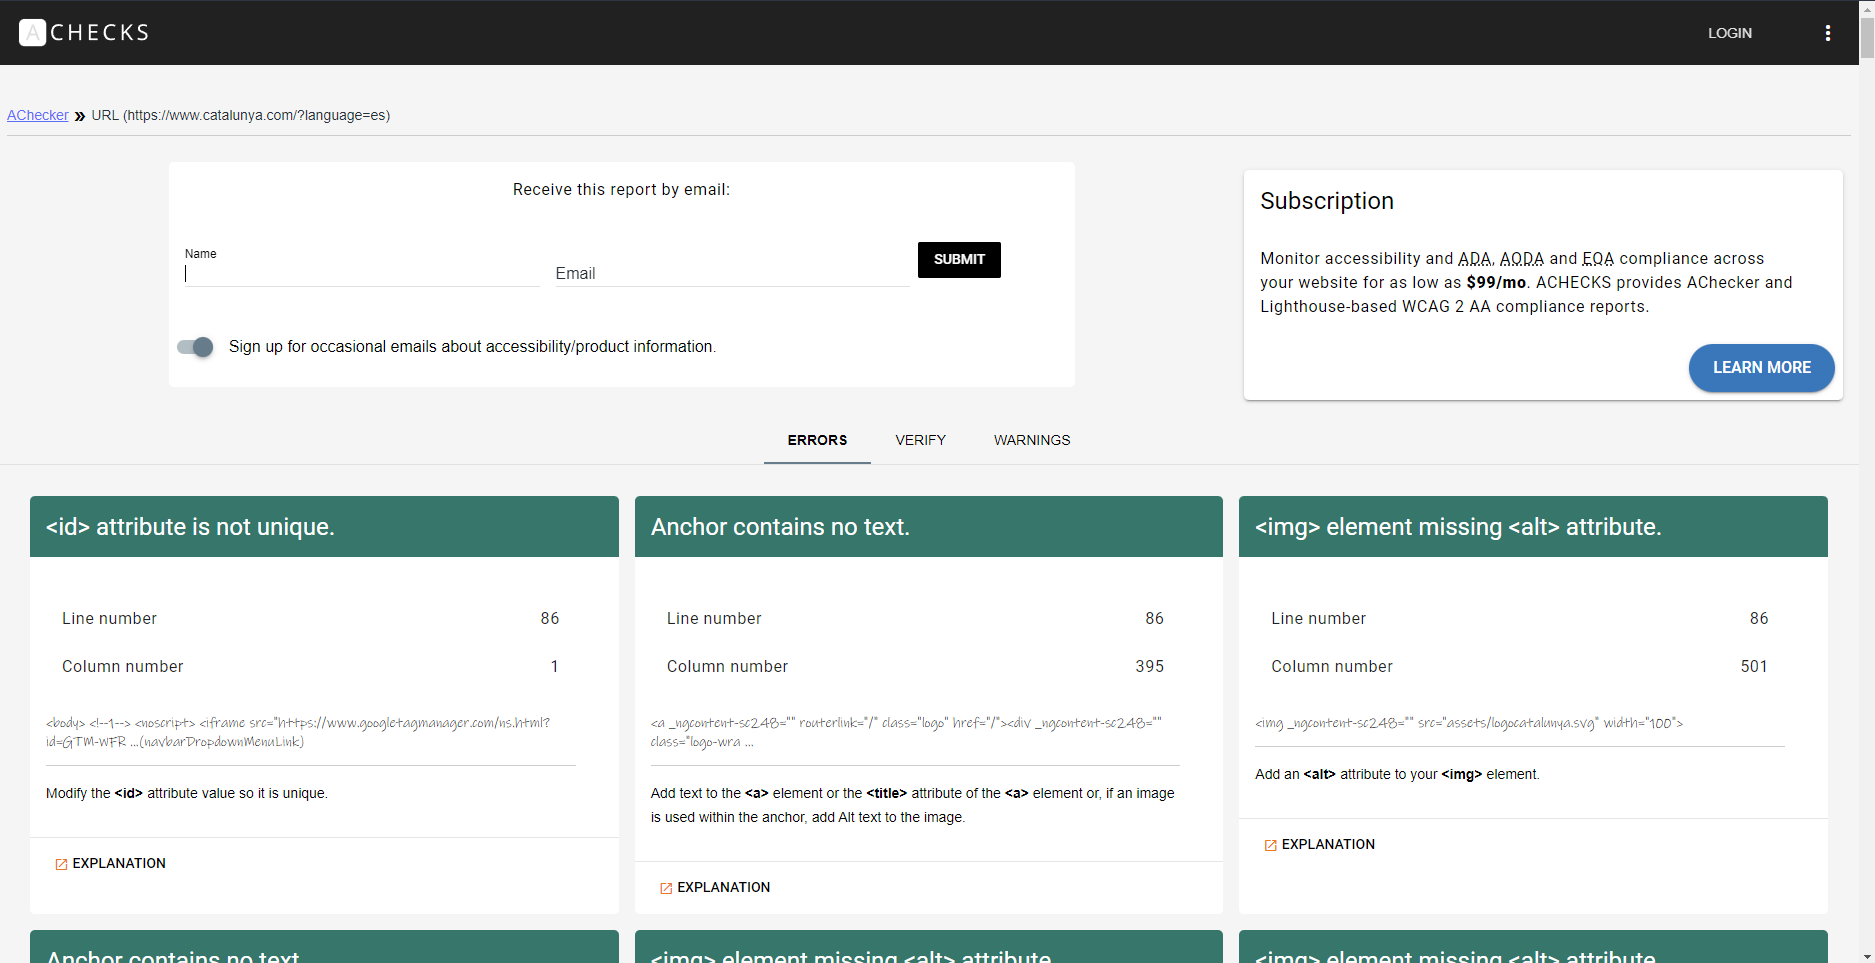 ACHECKS
LOGIN
AChecker » URL (https://www.catalunya.com/?language=es)
Receive this report by email:
Name
Email
SUBMIT
Sign up for occasional emails about accessibility/product information.
Subscription
Monitor accessibility and ADA, AODA and EQA compliance across
your website for as low as $99/mo. ACHECKS provides AChecker and
Lighthouse-based WCAG 2 AA compliance reports.
LEARN MORE
ERRORS VERIFY WARNINGS
<id> attribute is not unique.
Line number 86
Column number 1
<body> <!--1--> <noscript> <iframe src="https://www.googletagmanager.com/ns.html?
id=GTM-WFR ...(navbarDropdownMenuLink)
Modify the <id> attribute value so it is unique.
EXPLANATION
Anchor contains no text.
Line number 86
Column number 395
<a _ngcontent-sc248="" routerlink="/" class="logo" href="/"><div _ngcontent-sc248=""
class="logo-wra ...
Add text to the <a> element or the <title> attribute of the <a> element or, if an image
is used within the anchor, add Alt text to the image.
EXPLANATION
<img> element missing <alt> attribute.
Line number 86
Column number 501
<img _ngcontent-sc248="" src="assets/logocatalunya.svg" width="100">
Add an <alt> attribute to your <img> element.
EXPLANATION
Anchor contains no text
<img> element missing <alt> attribute
<img> element missing <alt> attribute